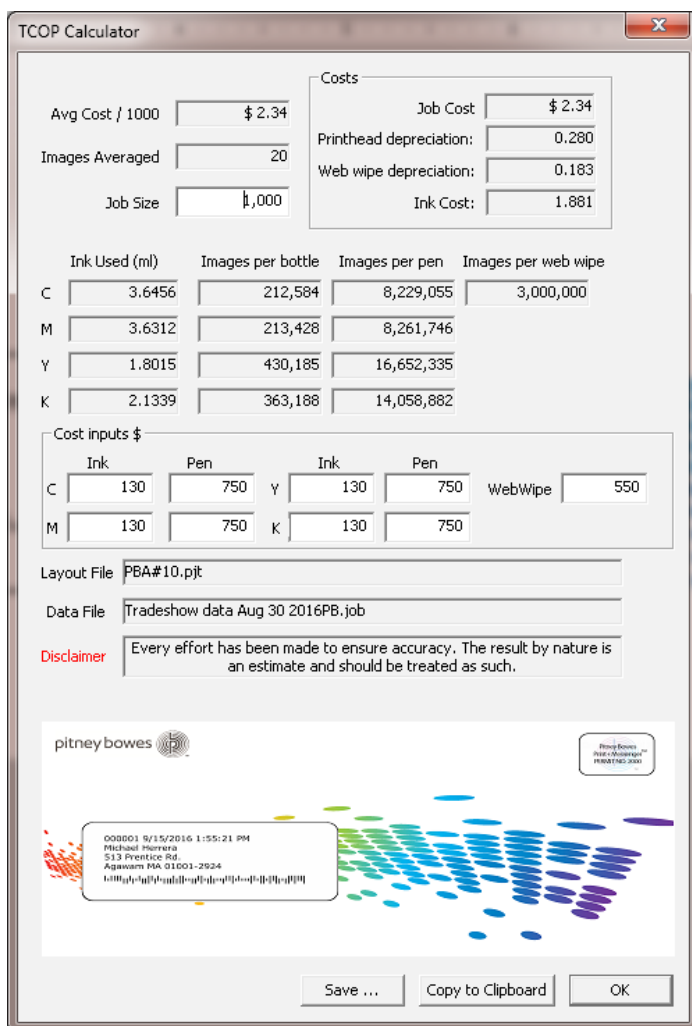 TCOP Calculator
Costs
Avg Cost / 1000 $ 2.34
Job Cost $ 2.34
Printhead depreciation: 0.280
Images Averaged 20
Web wipe depreciation: 0.183
Job Size 1,000
Ink Cost: 1.881
Ink Used (ml) Images per bottle Images per pen Images per web wipe
C 3.6456 212,584 8,229,055 3,000,000
M 3.6312 213,428 8,261,746
Y 1.8015 430,185 16,652,335
K 2.1339 363,188 14,058,882
Cost inputs $
Ink Pen Ink Pen
C 130 750 Y 130 750 WebWipe 550
M 130 750 K 130 750
Layout File PBA#10.pjt
Data File Tradeshow data Aug 30 2016PB.job
Disclaimer Every effort has been made to ensure accuracy. The result by nature is
an estimate and should be treated as such.
pitney bowes
Pitney Bowes
Print+Messenger™
PERMIT NO 2000
000001 9/15/2016 1:55:21 PM
Michael Herrera
513 Prentice Rd.
Agawam MA 01001-2924
Save ... Copy to Clipboard OK